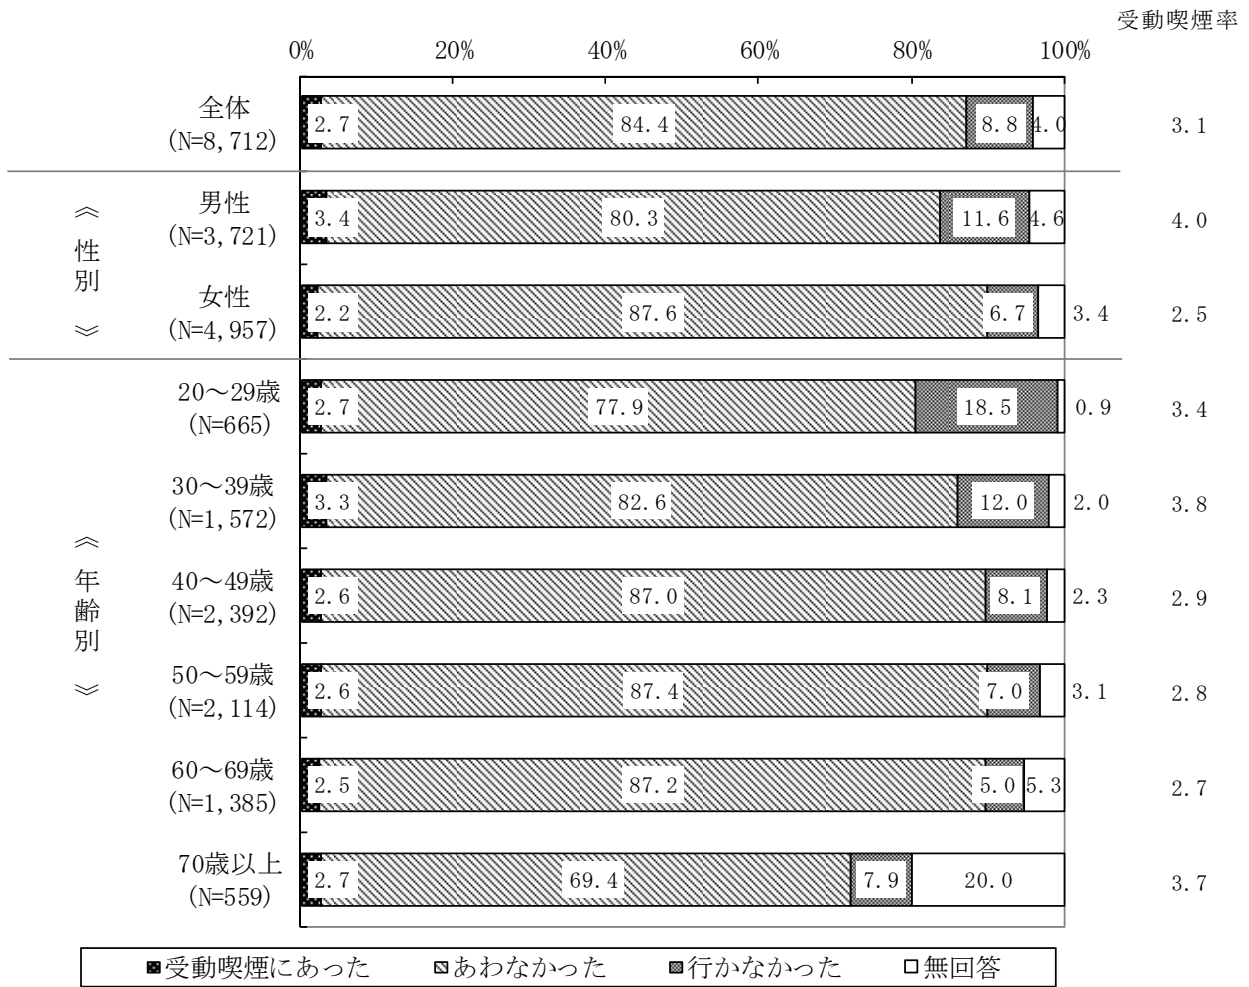 受動喫煙率
0% 20% 40% 60% 80% 100%
全体
(N=8,712)
2.7 84.4 8.8 4.0 3.1
《性別》
男性
(N=3,721)
3.4 80.3 11.6 4.6 4.0
女性
(N=4,957)
2.2 87.6 6.7 3.4 2.5
《年齢別》
20～29歳
(N=665)
2.7 77.9 18.5 0.9 3.4
30～39歳
(N=1,572)
3.3 82.6 12.0 2.0 3.8
40～49歳
(N=2,392)
2.6 87.0 8.1 2.3 2.9
50～59歳
(N=2,114)
2.6 87.4 7.0 3.1 2.8
60～69歳
(N=1,385)
2.5 87.2 5.0 5.3 2.7
70歳以上
(N=559)
2.7 69.4 7.9 20.0 3.7
受動喫煙にあった あわなかった 行かなかった 無回答